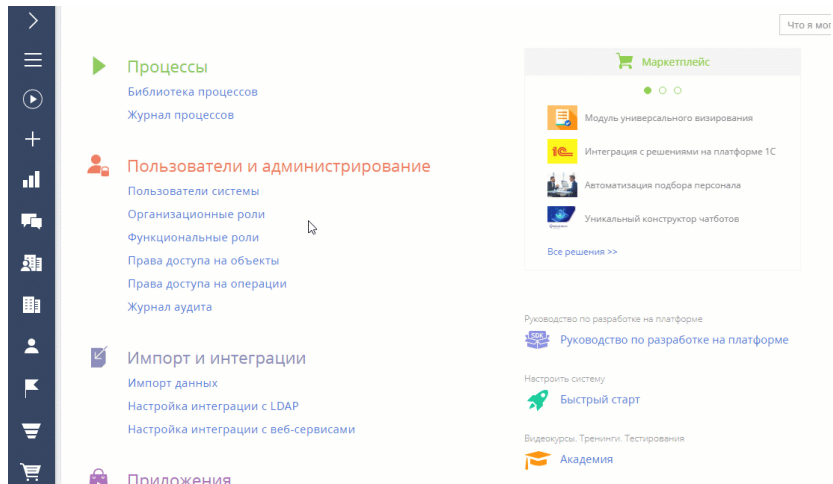 Что я мог
Процессы
Библиотека процессов
Журнал процессов
Пользователи и администрирование
Пользователи системы
Организационные роли
Функциональные роли
Права доступа на объекты
Права доступа на операции
Журнал аудита
Импорт и интеграции
Импорт данных
Настройка интеграции с LDAP
Настройка интеграции с веб-сервисами
Приложения
Маркетплейс
Модуль универсального визирования
1С
Интеграция с решениями на платформе 1С
Автоматизация подбора персонала
Уникальный конструктор чатботов
Все решения >>
Руководство по разработке на платформе
SDK
Руководство по разработке на платформе
Настроить систему
Быстрый старт
Видеокурсы. Тренинги. Тестирования
Академия